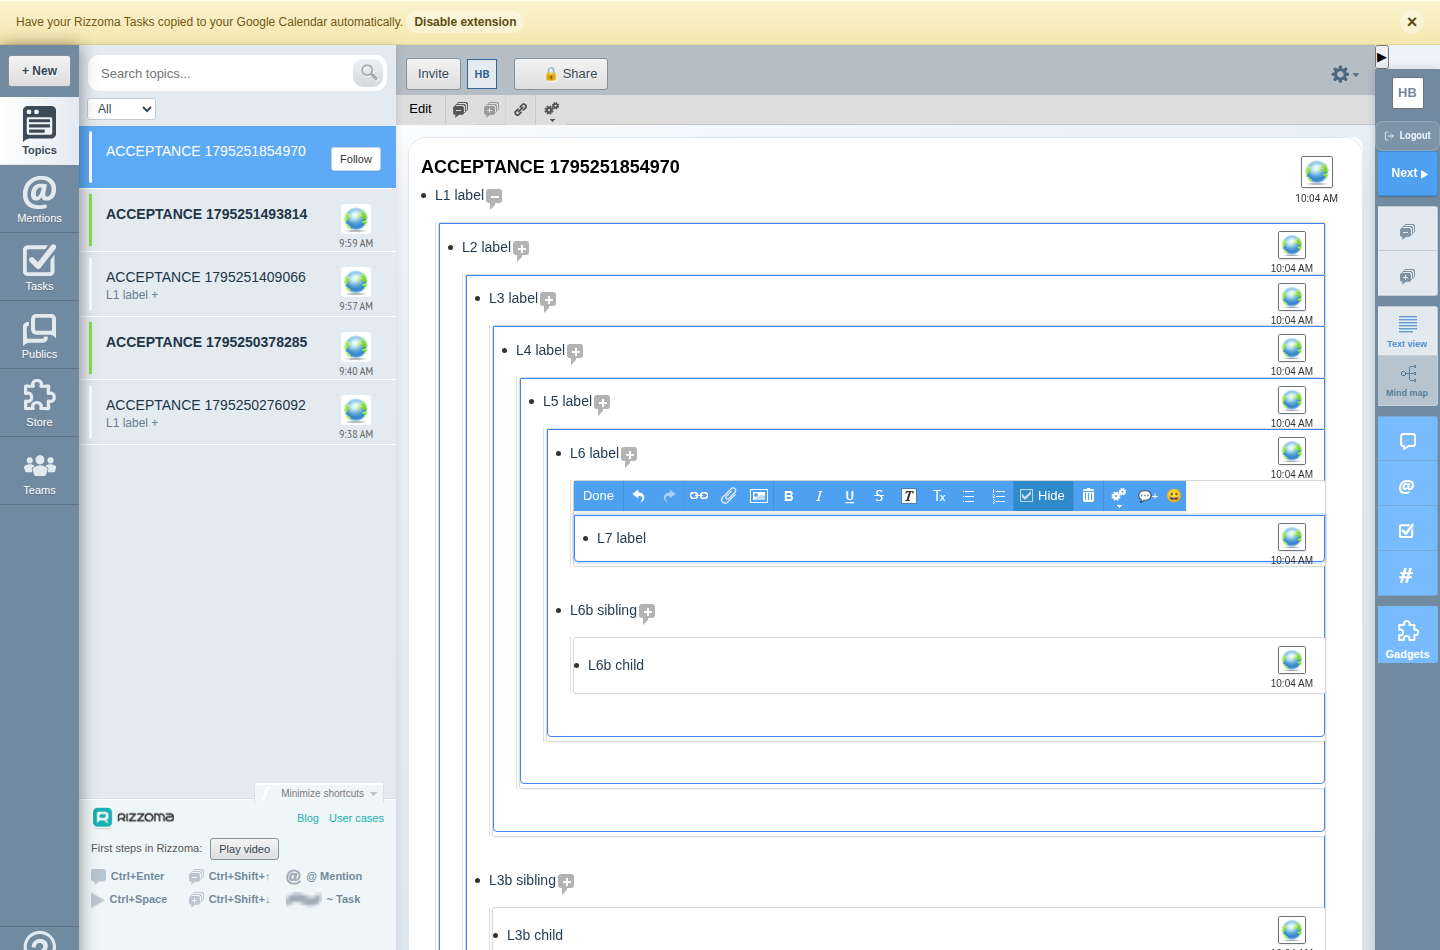 Have your Rizzoma Tasks copied to your Google Calendar automatically. Disable extension ×
+ New
Topics
Mentions
Tasks
Publics
Store
Teams
Search topics...
All
ACCEPTANCE 1795251854970
Follow
ACCEPTANCE 1795251493814
9:59 AM
ACCEPTANCE 1795251409066
L1 label +
9:57 AM
ACCEPTANCE 1795250378285
9:40 AM
ACCEPTANCE 1795250276092
L1 label +
9:38 AM
Minimize shortcuts
RIZZOMA
Blog User cases
First steps in Rizzoma: Play video
Ctrl+Enter Ctrl+Shift+↑ @ Mention
Ctrl+Space Ctrl+Shift+↓ ~ Task
Invite HB Share
Edit
ACCEPTANCE 1795251854970
10:04 AM
• L1 label
• L2 label
10:04 AM
• L3 label
10:04 AM
• L4 label
10:04 AM
• L5 label
10:04 AM
• L6 label
10:04 AM
Done B I U S T Tx Hide
• L7 label
10:04 AM
• L6b sibling
• L6b child
10:04 AM
• L3b sibling
• L3b child
HB
Logout
Next ▶
Text view
Mind map
@
#
Gadgets